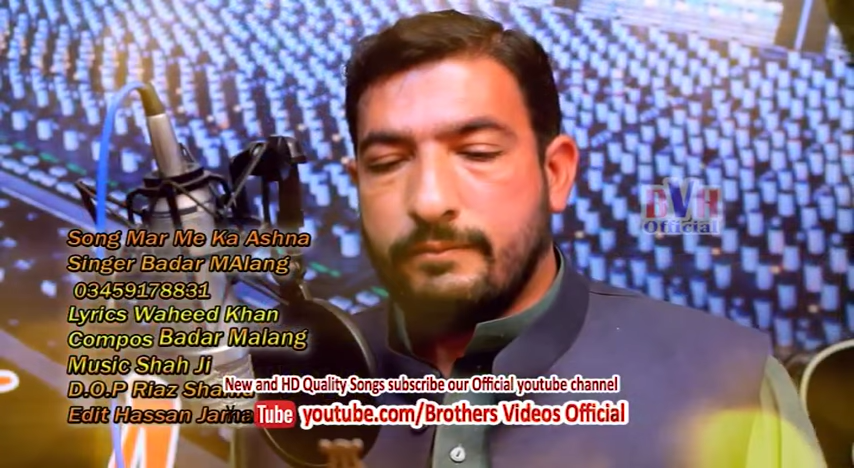 BVH
Official
Song Mar Me Ka Ashna
Singer Badar MAlang
03459178831
Lyrics Waheed Khan
Compos Badar Malang
Music Shah Ji
D.O.P Riaz
New and HD Quality Songs subscribe our Official youtube channel
Edit Hassan
Tube youtube.com/Brothers Videos Official